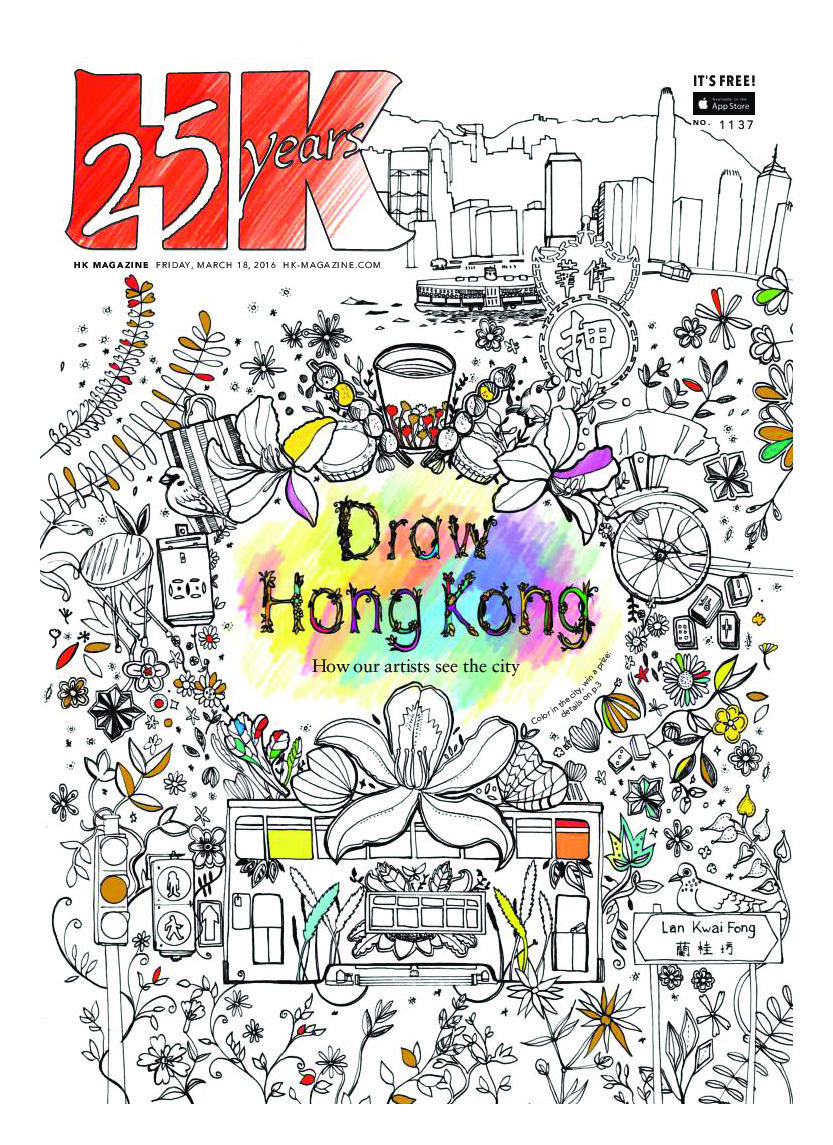 HK
25 years
IT'S FREE!
Available on the
App Store
NO. 1137
HK MAGAZINE FRIDAY, MARCH 18, 2016 HK-MAGAZINE.COM
華偉
押
Draw
Hong Kong
How our artists see the city
Color in the city, win a prize:
details on p.3
Lan Kwai Fong
蘭桂坊